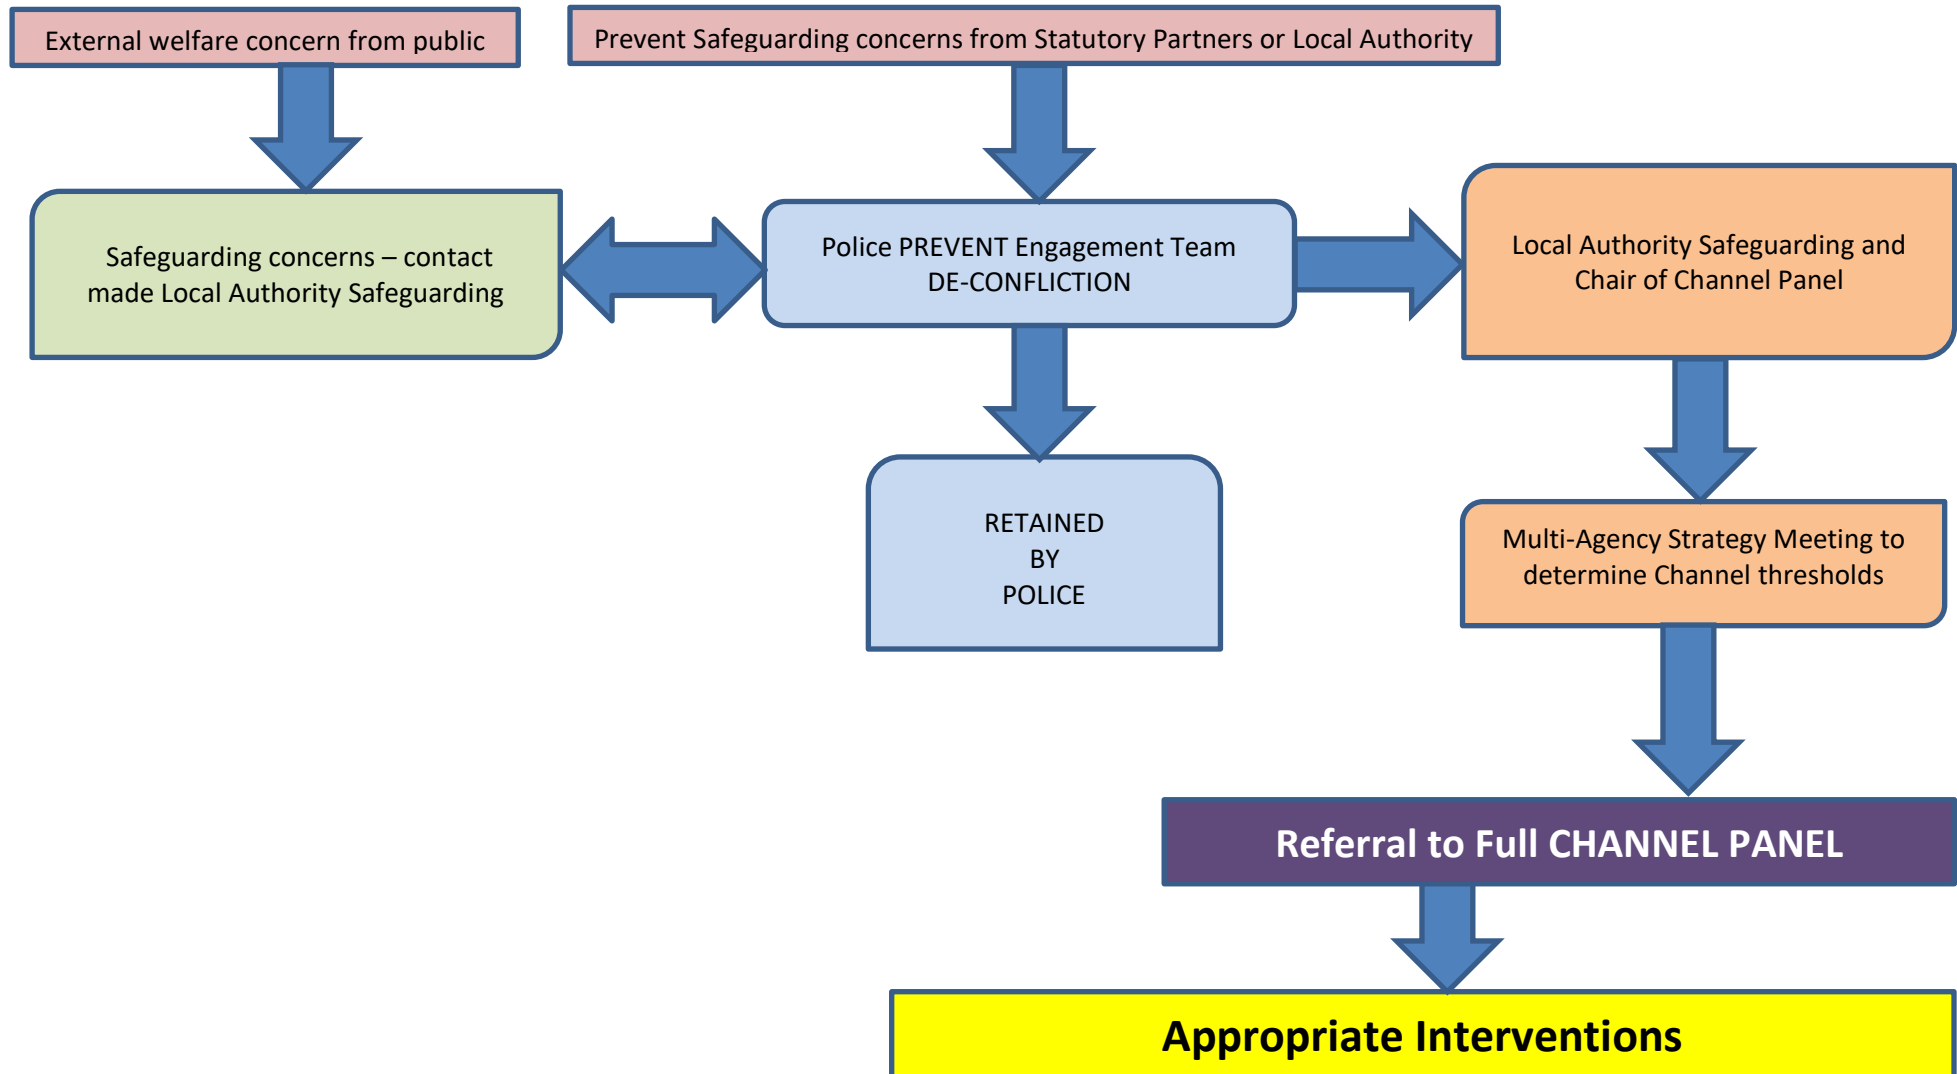 External welfare concern from public
Prevent Safeguarding concerns from Statutory Partners or Local Authority
Safeguarding concerns – contact
made Local Authority Safeguarding
Police PREVENT Engagement Team
DE-CONFLICTION
Local Authority Safeguarding and
Chair of Channel Panel
RETAINED
BY
POLICE
Multi-Agency Strategy Meeting to
determine Channel thresholds
Referral to Full CHANNEL PANEL
Appropriate Interventions